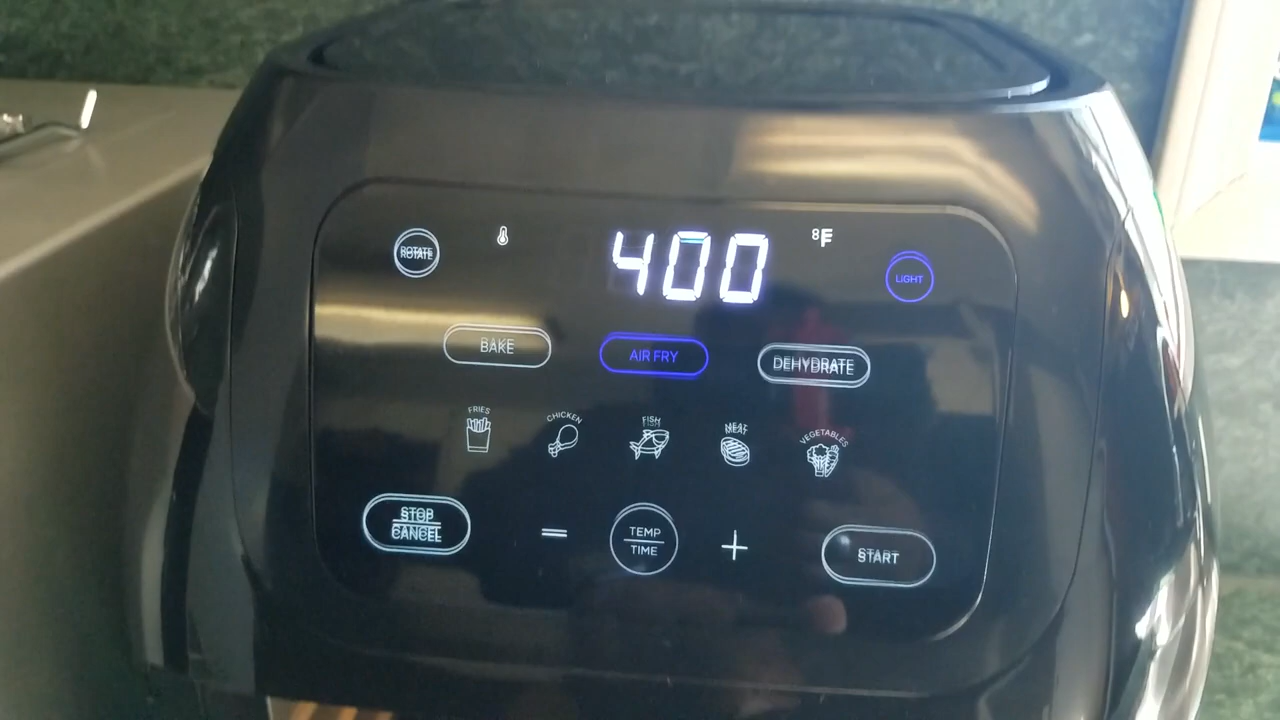 ROTATE
400
°F
LIGHT
BAKE
AIR FRY
DEHYDRATE
FRIES
CHICKEN
FISH
MEAT
VEGETABLES
STOP
CANCEL
TEMP
TIME
START